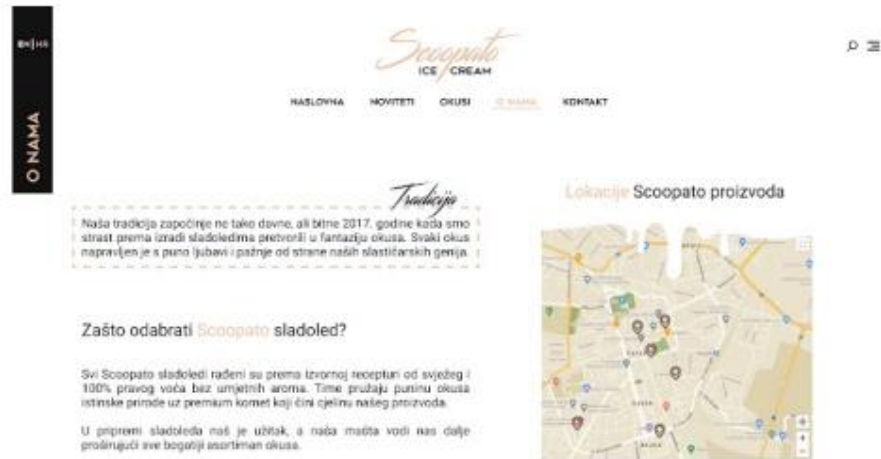 EN|HR
O NAMA
Scoopato
ICE CREAM
NASLOVNA NOVITETI OKUSI O NAMA KONTAKT
Tradicija
Naša tradicija započinje ne tako davne, ali bitne 2017. godine kada smo
strast prema izradi sladoledima pretvorili u fantaziju okusa. Svaki okus
napravljen je s puno ljubavi i pažnje od strane naših slastičarskih genija.
Zašto odabrati Scoopato sladoled?
Svi Scoopato sladoledi rađeni su prema izvornoj recepturi od svježeg i
100% pravog voća bez umjetnih aroma. Time pružaju puninu okusa
istinske prirode uz premium kornet koji čini cjelinu našeg proizvoda.
U pripremi sladoleda naš je užitak, a naša mašta vodi nas dalje
proširujući sve bogatiji asortiman okusa.
Lokacije Scoopato proizvoda